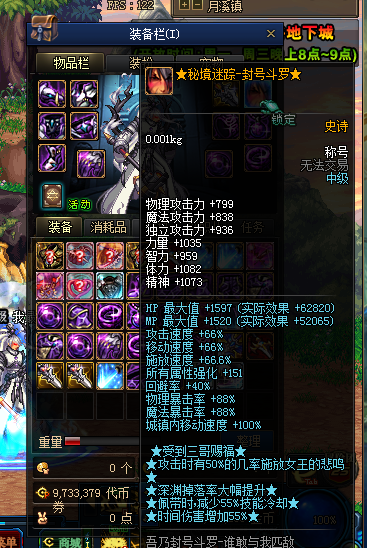 FPS : 122
月溪镇
装备栏(I)
地下城
上8点~9点)
物品栏
★秘境迷踪-封号斗罗★
锁定
史诗
0.001kg
称号
无法交易
中级
活动
物理攻击力 +799
魔法攻击力 +838
独立攻击力 +936
力量 +1035
智力 +959
体力 +1082
精神 +1073
装备
消耗品
任务
HP 最大值 +1597 (实际效果 +62820)
MP 最大值 +1520 (实际效果 +52065)
攻击速度 +66%
移动速度 +66%
施放速度 +66.6%
所有属性强化 +151
回避率 +40%
物理暴击率 +88%
魔法暴击率 +88%
城镇内移动速度 +100%
重量
★受到三哥赐福★
★攻击时有50%的几率施放女王的悲鸣
★
★深渊掉落率大幅提升★
★佩带时,减少55%技能冷却★
★时间伤害增加55%★
0 个
9,733,379 代币
券
0 点
100%
菜单
商城
吾乃封号斗罗~谁敢与我匹敌